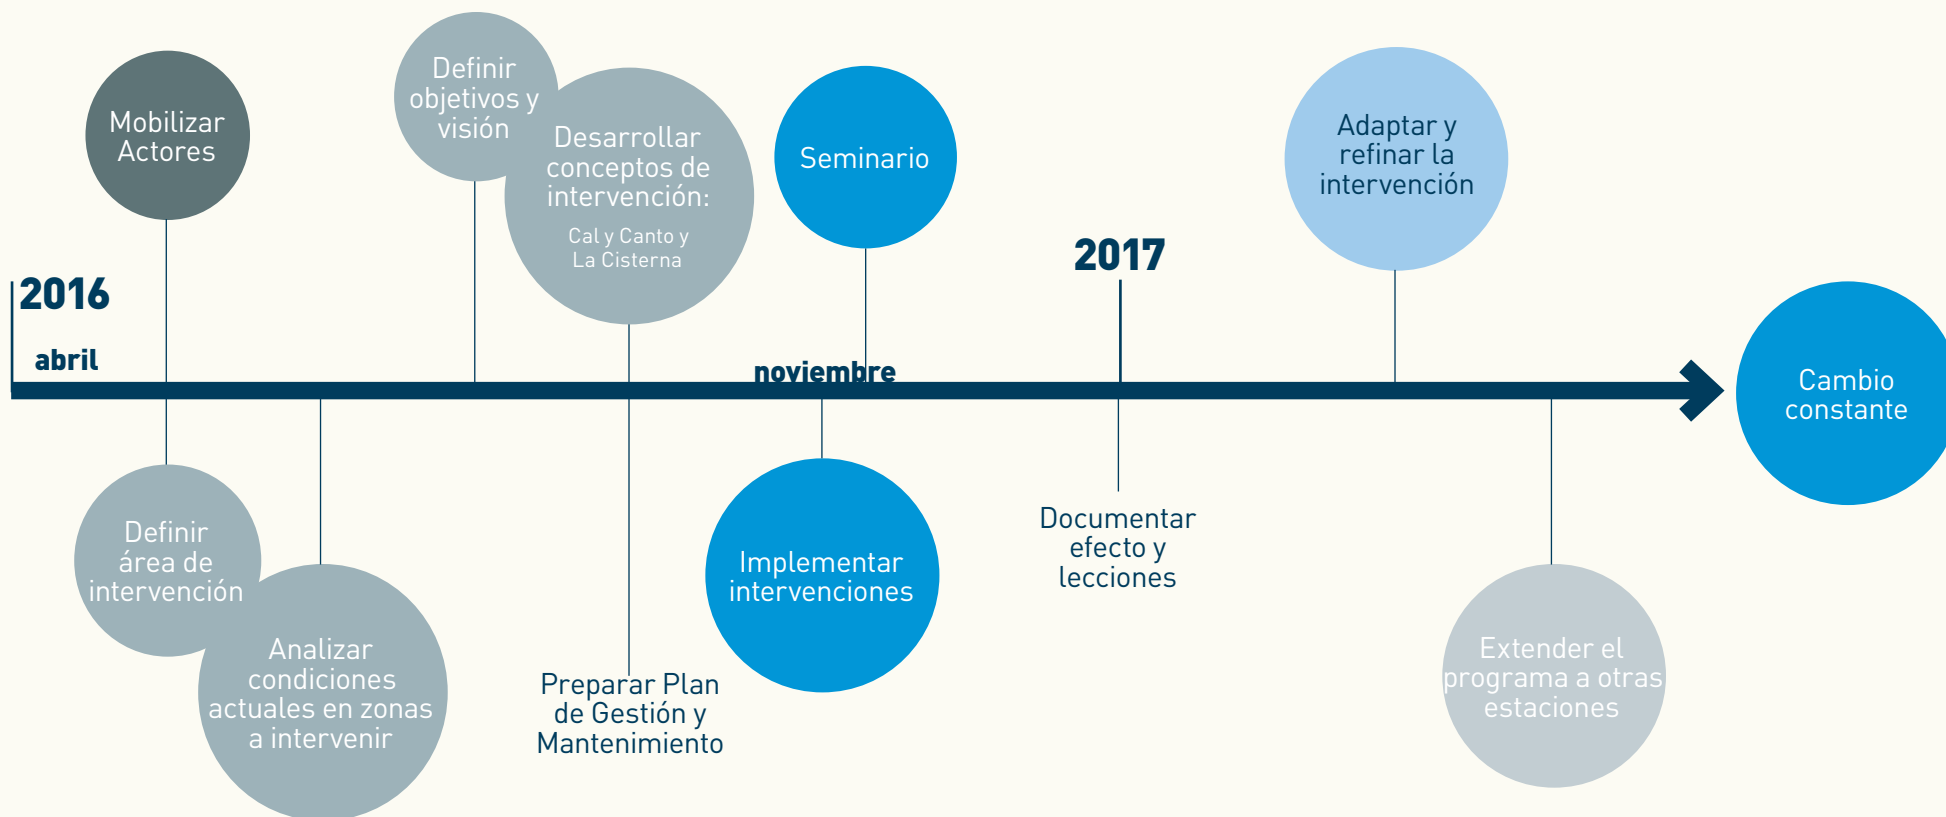 Mobilizar
Actores
Definir
objetivos y
visión
Desarrollar
conceptos de
intervención:
Cal y Canto y
La Cisterna
Seminario
2017
Adaptar y
refinar la
intervención
2016
abril
noviembre
Cambio
constante
Definir
área de
intervención
Analizar
condiciones
actuales en zonas
a intervenir
Preparar Plan
de Gestión y
Mantenimiento
Implementar
intervenciones
Documentar
efecto y
lecciones
Extender el
programa a otras
estaciones